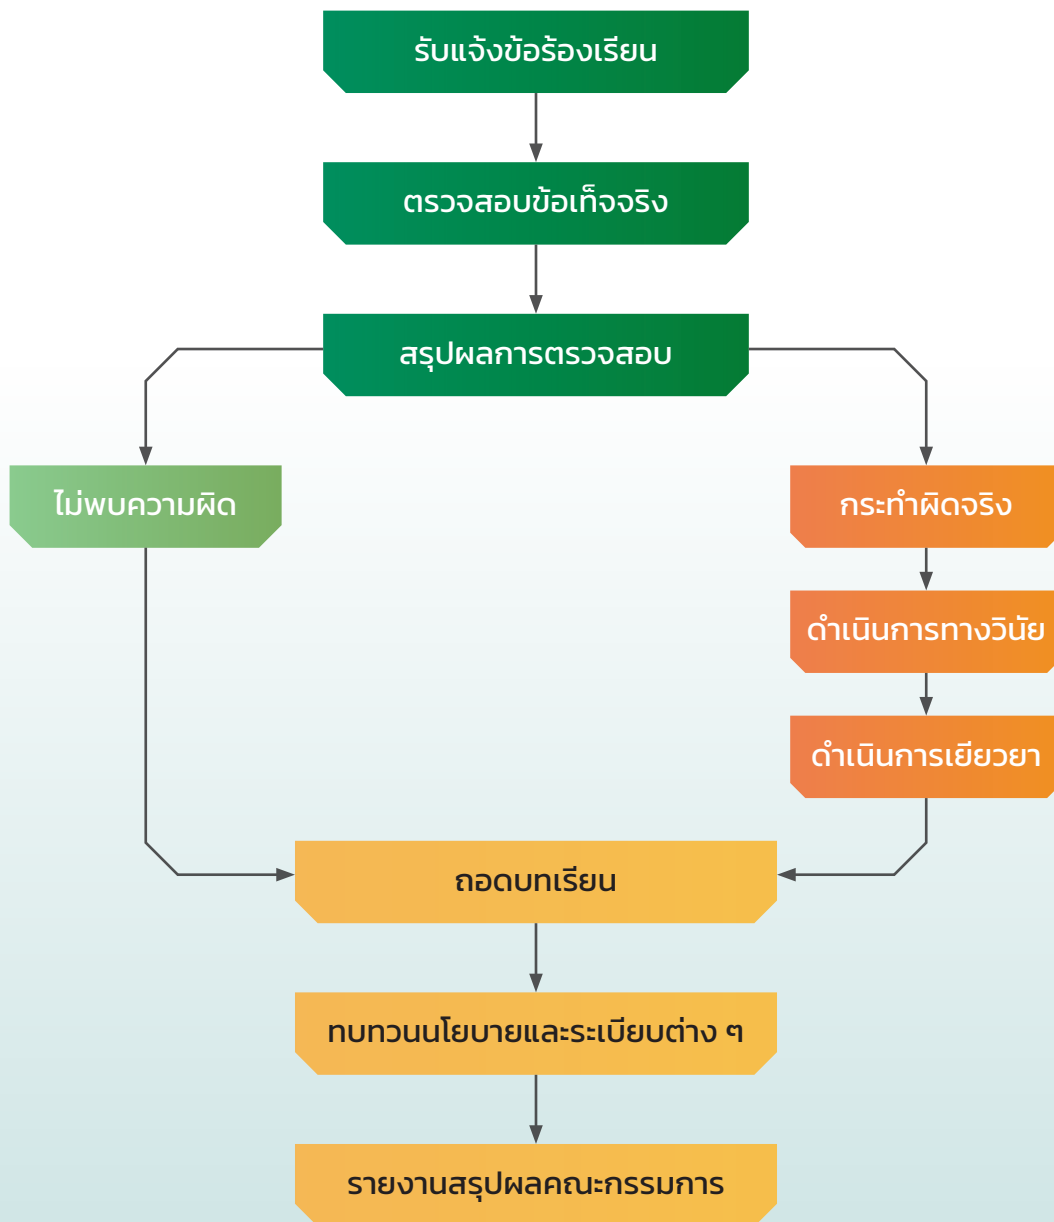 รับแจ้งข้อร้องเรียน
ตรวจสอบข้อเท็จจริง
สรุปผลการตรวจสอบ
ไม่พบความผิด
กระทำผิดจริง
ดำเนินการทางวินัย
ดำเนินการเยียวยา
ถอดบทเรียน
ทบทวนนโยบายและระเบียบต่าง ๆ
รายงานสรุปผลคณะกรรมการ